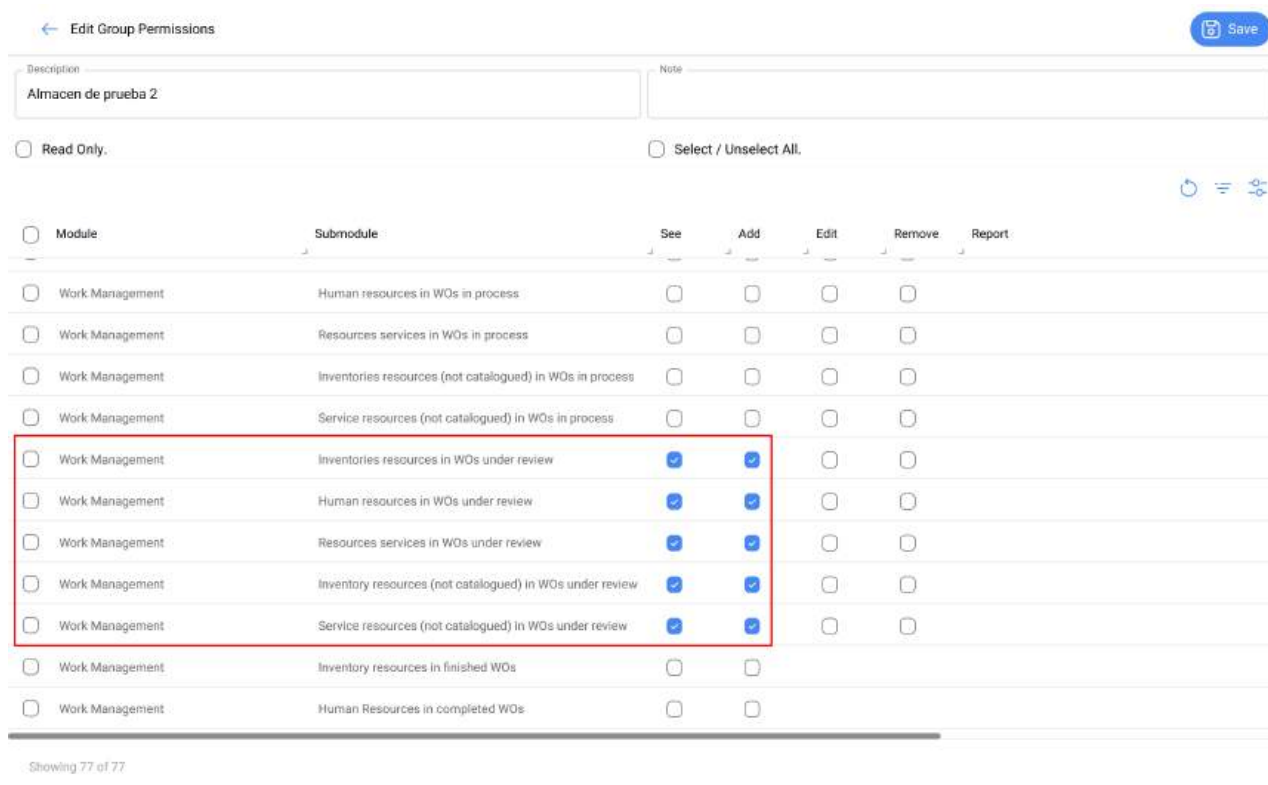 Edit Group Permissions
Save
Description
Note
Almacen de prueba 2
Read Only.
Select / Unselect All.
Module Submodule See Add Edit Remove Report
Work Management Human resources in WOs in process
Work Management Resources services in WOs in process
Work Management Inventories resources (not catalogued) in WOs in process
Work Management Service resources (not catalogued) in WOs in process
Work Management Inventories resources in WOs under review
Work Management Human resources in WOs under review
Work Management Resources services in WOs under review
Work Management Inventory resources (not catalogued) in WOs under review
Work Management Service resources (not catalogued) in WOs under review
Work Management Inventory resources in finished WOs
Work Management Human Resources in completed WOs
Showing 77 of 77